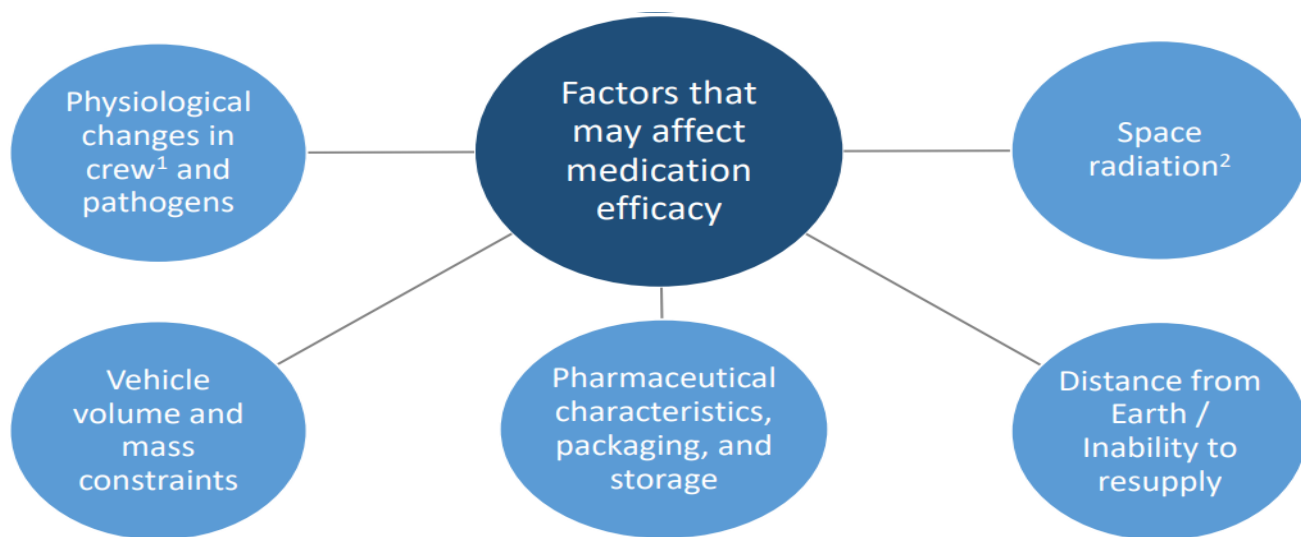 Physiological
changes in
crew¹ and
pathogens
Factors that
may affect
medication
efficacy
Space
radiation²
Vehicle
volume and
mass
constraints
Pharmaceutical
characteristics,
packaging, and
storage
Distance from
Earth /
Inability to
resupply